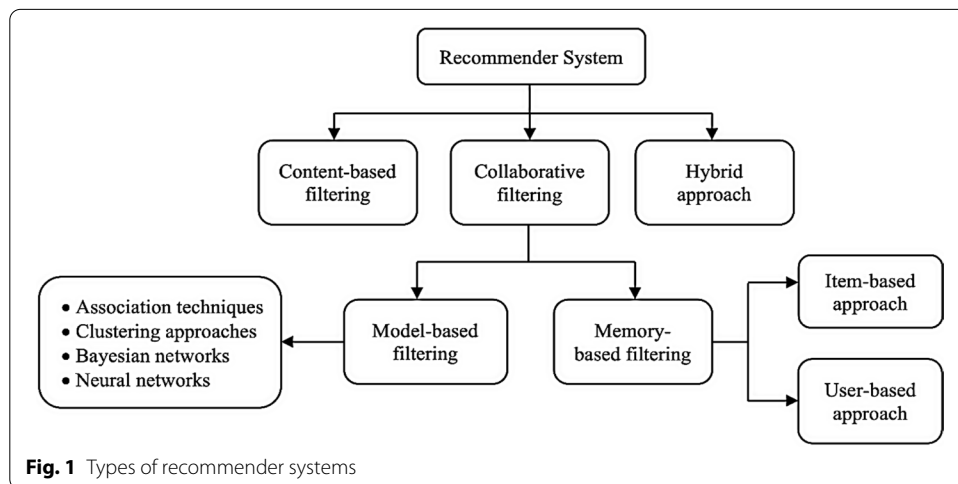 Recommender System
Content-based
filtering
Collaborative
filtering
Hybrid
approach
• Association techniques
• Clustering approaches
• Bayesian networks
• Neural networks
Model-based
filtering
Memory-
based filtering
Item-based
approach
User-based
approach
Fig. 1 Types of recommender systems